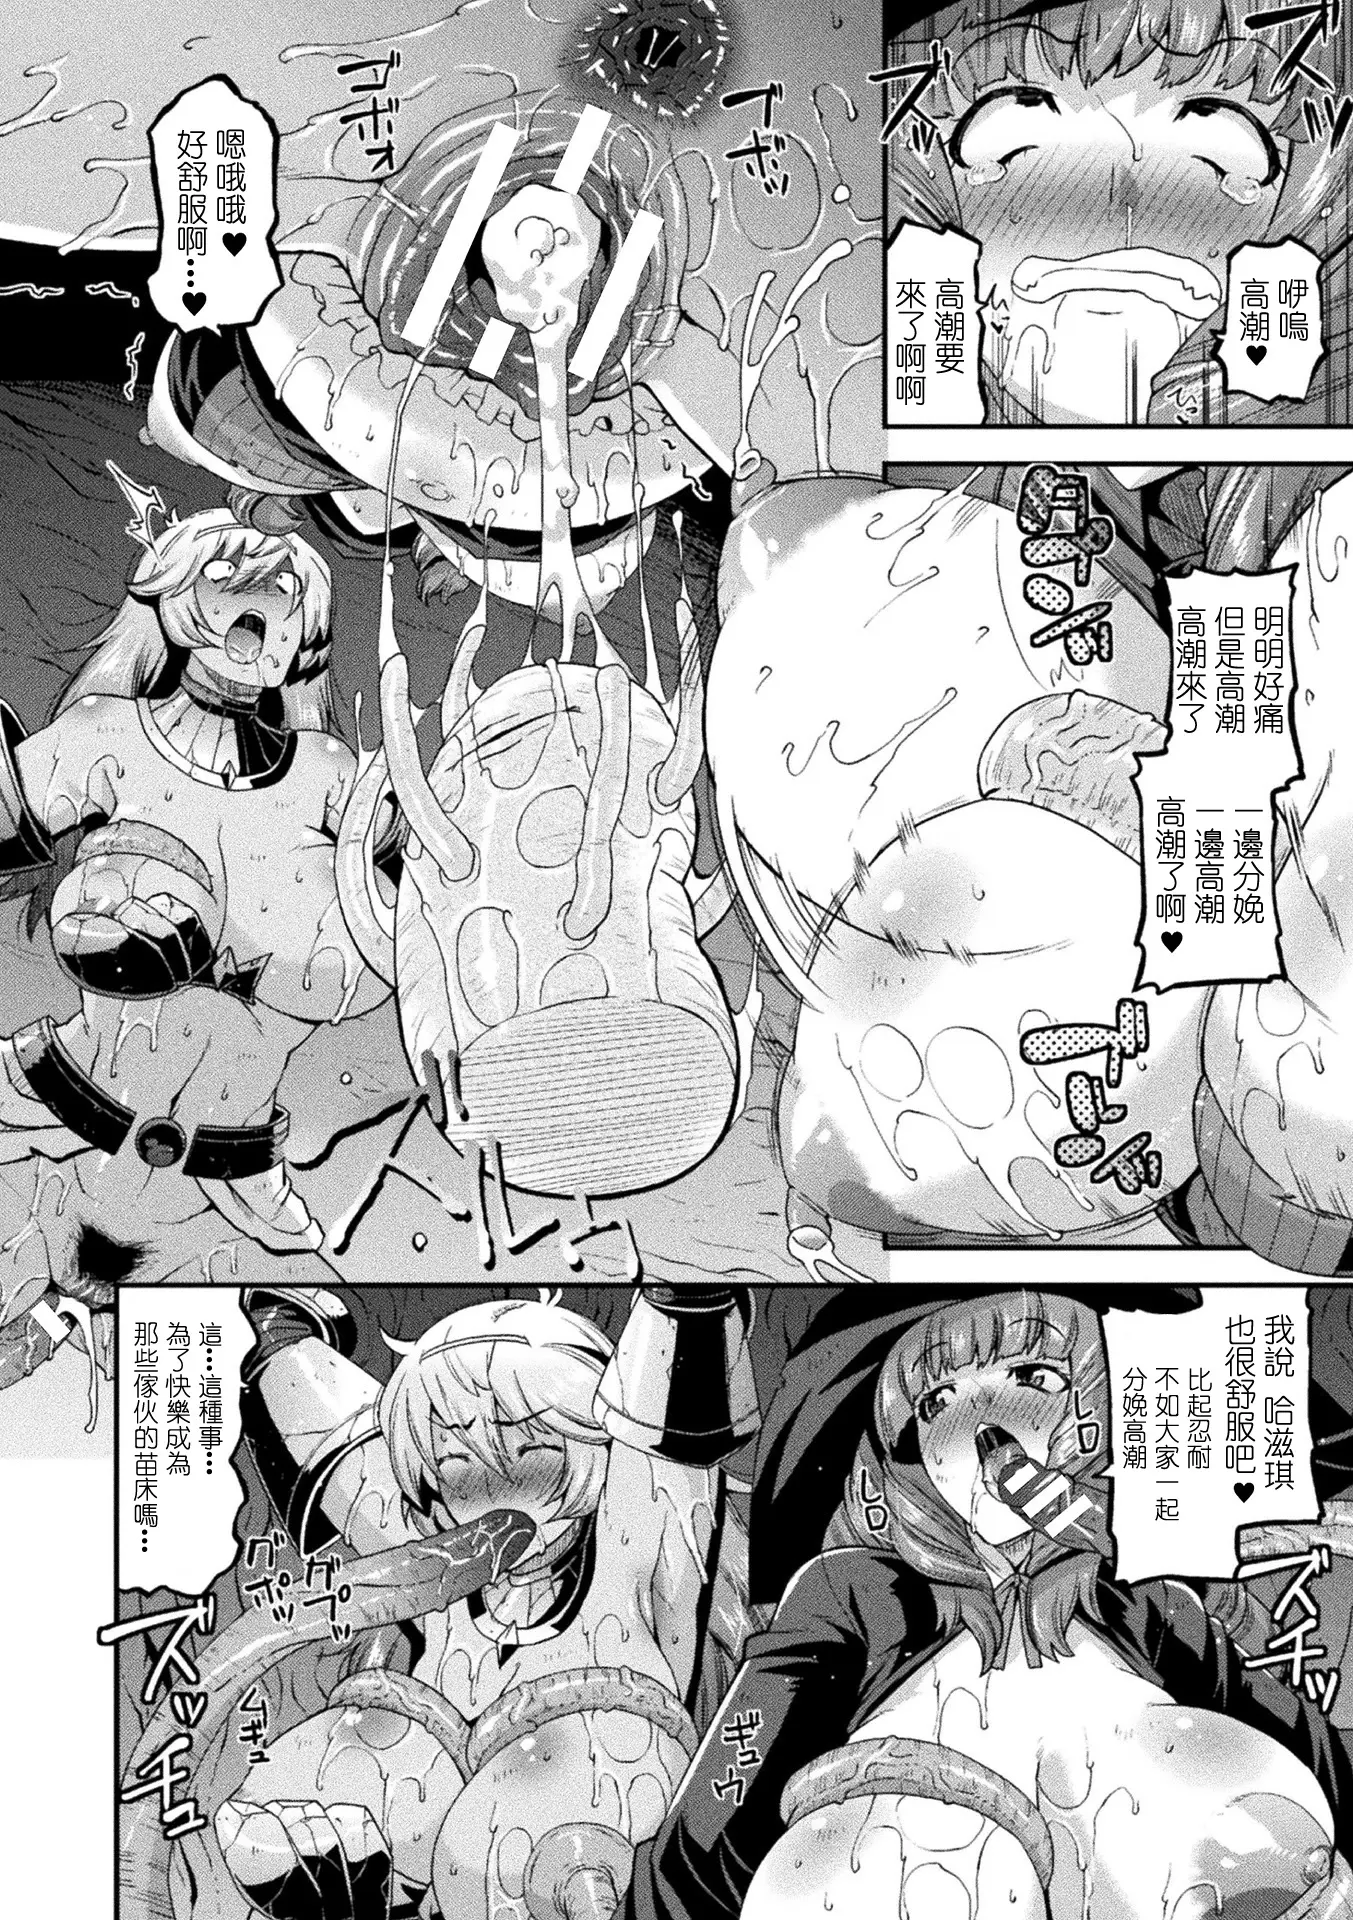 咿嗚
高潮♥
高潮要
來了啊啊
嗯哦哦♥
好舒服啊…♥
ゴボォ
ブボッ
明明好痛
但是高潮
高潮來了
一邊分娩
一邊高潮
高潮了啊♥
我說 哈滋琪
也很舒服吧♥
比起忍耐
不如大家一起
分娩高潮
レロ
レロ
ズチッ
ギュウ
這…這種事…
為了快樂成為
那些傢伙的苗床嗎…
グポッ
グプッ
ズッチュ
ムギュ